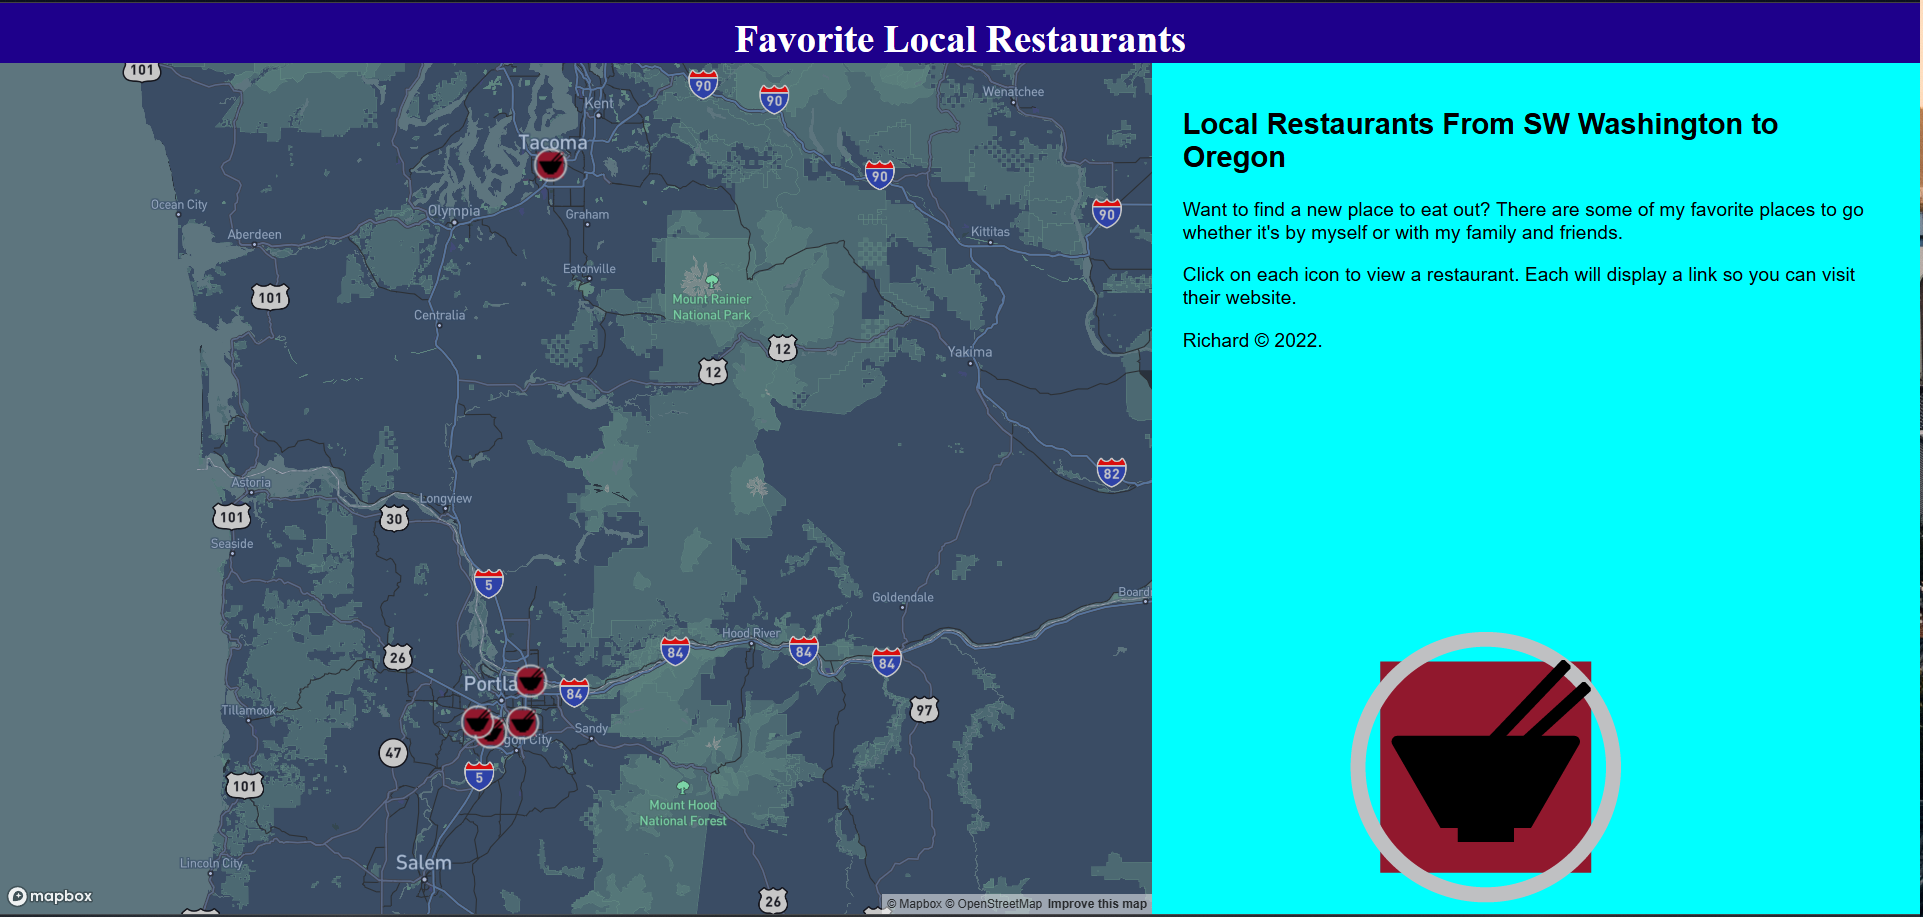 Favorite Local Restaurants
101
90
90
Wenatchee
Kent
Tacoma
90
Ocean City
Olympia
Graham
90
Aberdeen
Kittitas
Eatonville
101
Mount Rainier
National Park
Centralia
12
Yakima
12
82
Astoria
Longview
101
30
Seaside
5
Goldendale
Board
Hood River
84
84
84
26
Portla
84
Tillamook
97
Sandy
gon City
47
5
101
Mount Hood
National Forest
Lincoln City
Salem
mapbox
26
© Mapbox © OpenStreetMap Improve this map
Local Restaurants From SW Washington to
Oregon
Want to find a new place to eat out? There are some of my favorite places to go
whether it's by myself or with my family and friends.
Click on each icon to view a restaurant. Each will display a link so you can visit
their website.
Richard © 2022.